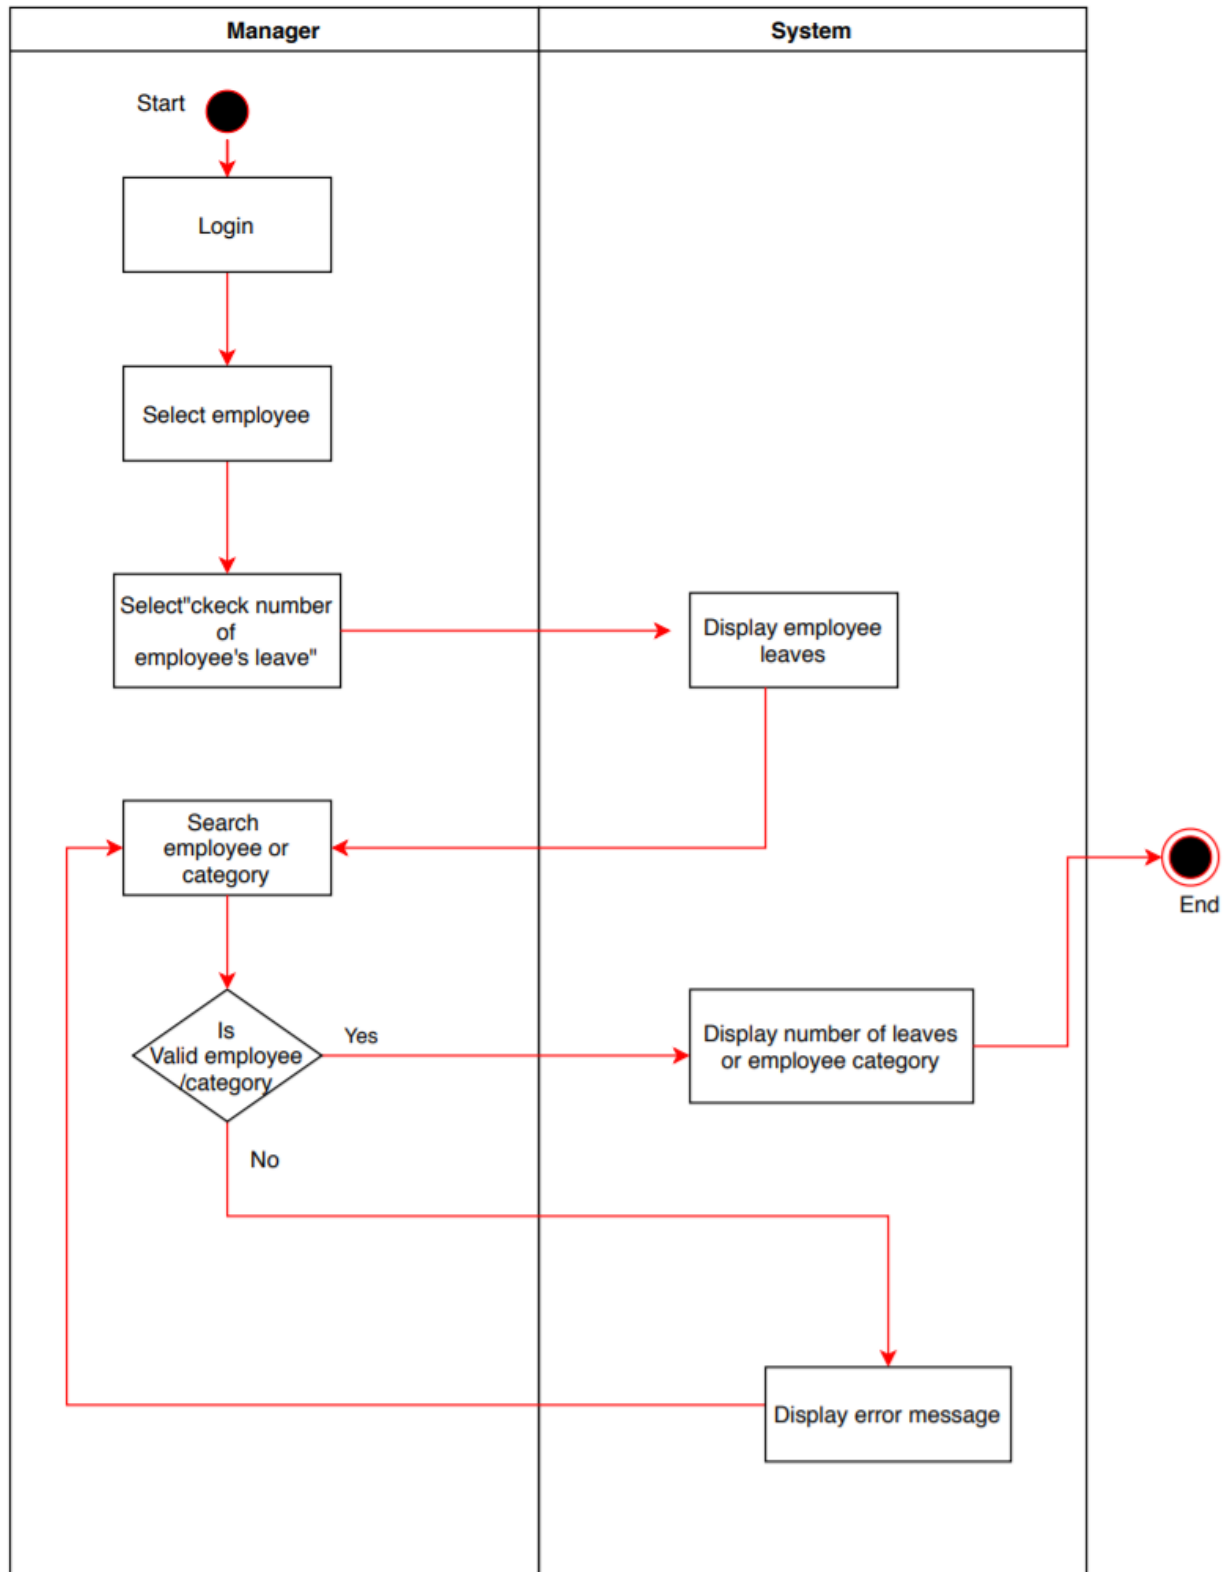 Manager
System
Start
Login
Select employee
Select"ckeck number
of
employee's leave"
Display employee
leaves
Search
employee or
category
End
Is
Valid employee
/category
Yes
Display number of leaves
or employee category
No
Display error message